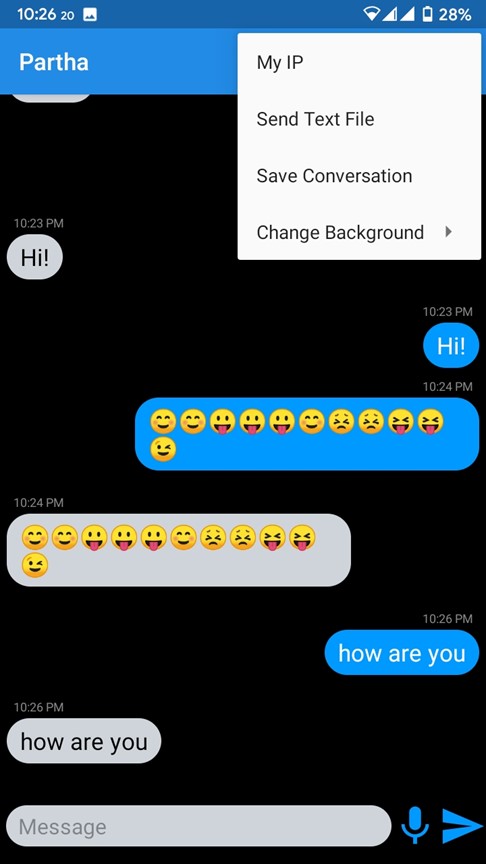 10:26 20 28%
Partha
My IP
Send Text File
Save Conversation
Change Background
10:23 PM
Hi!
10:23 PM
Hi!
10:24 PM
😊😊😛😛😛😊😣😣😝😝
😉
10:24 PM
😊😊😛😛😛😊😣😣😝😝
😉
10:26 PM
how are you
10:26 PM
how are you
Message